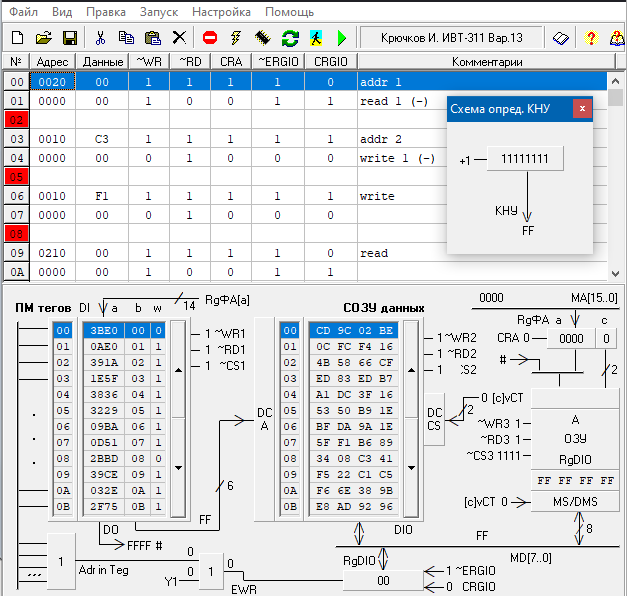 Файл Вид Правка Запуск Настройка Помощь
Крючков И. ИВТ-311 Вар.13
№ Адрес Данные ~WR ~RD CRA ~ERGIO CRGIO Комментарии
00 0020 00 1 1 1 1 0 addr 1
01 0000 00 1 0 0 1 1 read 1 (-)
02
03 0010 C3 1 1 1 1 1 addr 2
04 0000 00 0 1 0 1 0 write 1 (-)
05
06 0010 F1 1 1 1 1 1 write
07 0000 00 0 1 0 0 0
08
09 0210 00 1 1 1 1 0 read
0A 0000 00 1 0 0 1 1
Схема опред. КНУ x
+1 11111111
КНУ
FF
ПМ тегов DI a b w 14 RgФА[a] СОЗУ данных 0000 MA[15..0]
00 3BE0 00 0
01 0AE0 01 1
02 391A 02 1
03 1E5F 03 1
04 3836 04 1
05 3229 05 1
06 09BA 06 1
07 0D51 07 1
08 2BBD 08 0
09 39CE 09 1
0A 032E 0A 1
0B 2F75 0B 1
1 ~WR1
1 ~RD1
1 ~CS1
DC A
6
FF
00 CD 9C 02 BE
01 0C FC F4 16
02 4B 58 66 CF
03 ED 83 ED B7
04 A1 DC 3F 16
05 53 50 B9 1E
06 BF DA 9A 1E
07 5F F1 B6 89
08 34 08 C3 41
09 F5 22 C1 C5
0A F6 6E 38 9B
0B E8 AD 92 96
1 ~WR2
1 ~RD2
1 ~CS2
DC CS
0 [c]vCT
2
RgФА a c
CRA 0 0000 0
#
2
~WR3 1
~RD3 1
~CS3 1111
A
ОЗУ
RgDIO
FF FF FF FF
[c]vCT 0 MS/DMS
8
DO
FFFF #
DIO
FF
MD[7..0]
1
Adr in Teg
0
Y1 0
1
0
EWR
RgDIO
00
1 ~ERGIO
0 CRGIO